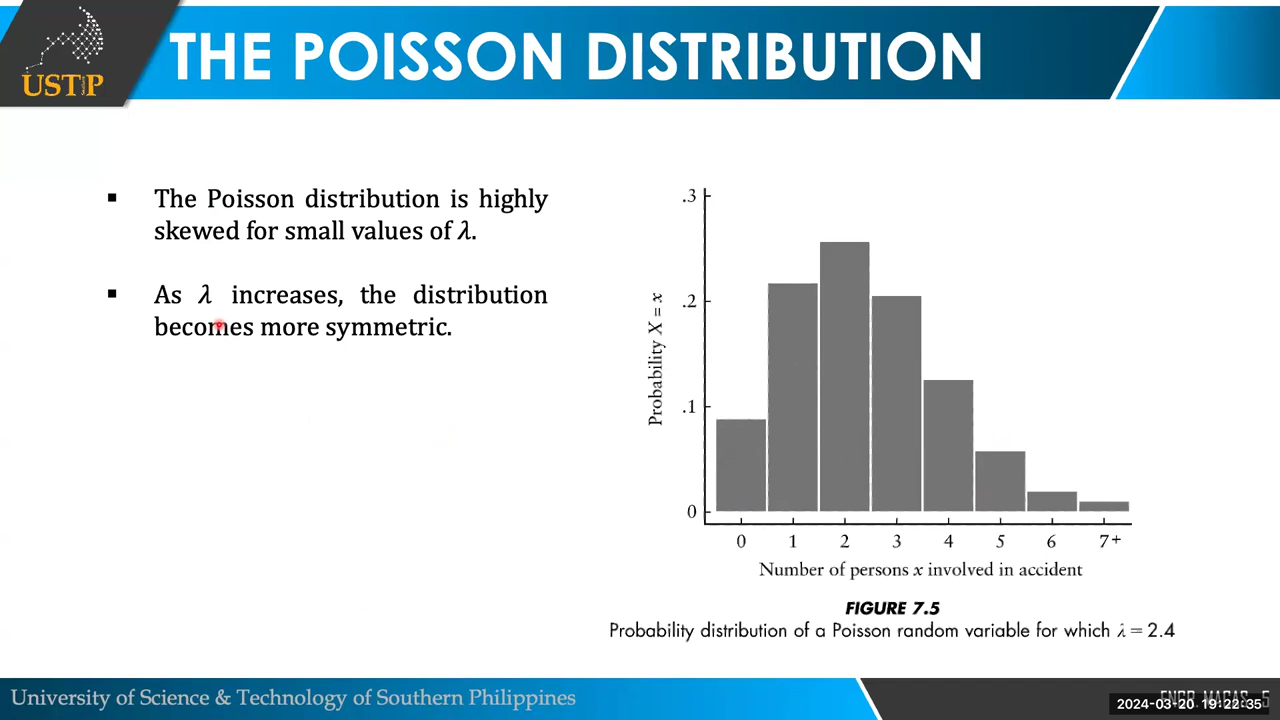 THE POISSON DISTRIBUTION
USTP
▪ The Poisson distribution is highly
skewed for small values of λ.
▪ As λ increases, the distribution
becomes more symmetric.
.3
.2
.1
0
Probability X = x
0 1 2 3 4 5 6 7+
Number of persons x involved in accident
FIGURE 7.5
Probability distribution of a Poisson random variable for which λ = 2.4
University of Science & Technology of Southern Philippines
2024-03-20 19:22:35